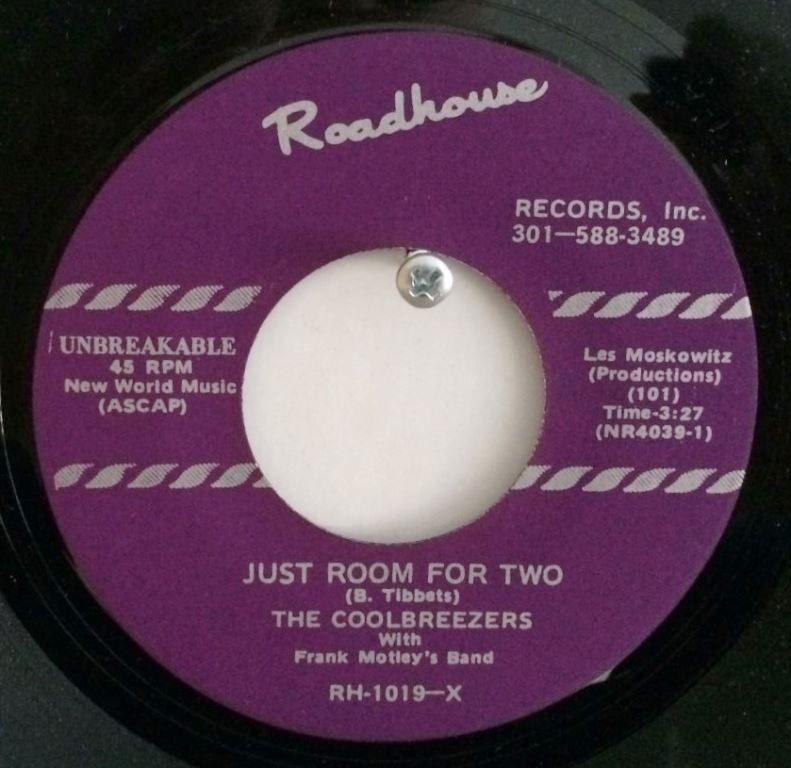 Roadhouse
RECORDS, Inc.
301—588-3489
UNBREAKABLE
45 RPM
New World Music
(ASCAP)
Les Moskowitz
(Productions)
(101)
Time-3:27
(NR4039-1)
JUST ROOM FOR TWO
(B. Tibbets)
THE COOLBREEZERS
With
Frank Motley's Band
RH-1019—X